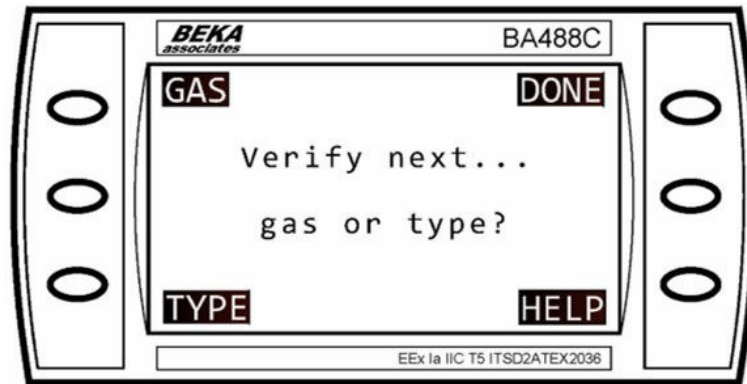 BEKA associates BA488C
GAS DONE
Verify next...
gas or type?
TYPE HELP
EEx Ia IIC T5 ITSD2ATEX2036